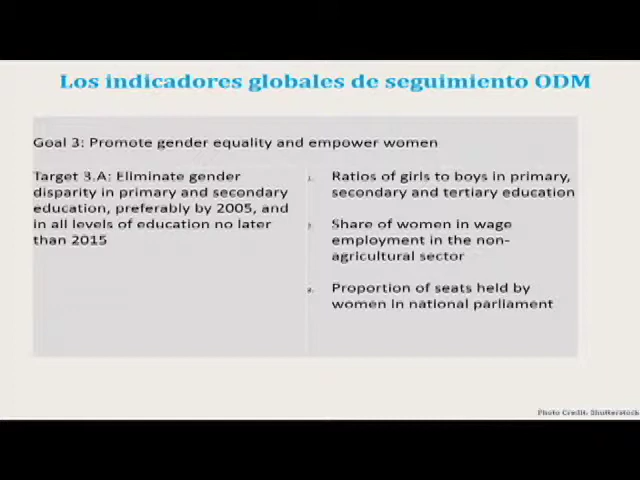 Los indicadores globales de seguimiento ODM
Goal 3: Promote gender equality and empower women
Target 3.A: Eliminate gender
disparity in primary and secondary
education, preferably by 2005, and
in all levels of education no later
than 2015
1. Ratios of girls to boys in primary,
secondary and tertiary education
Share of women in wage
employment in the non-
agricultural sector
Proportion of seats held by
women in national parliament
Photo Credit: Shutterstock